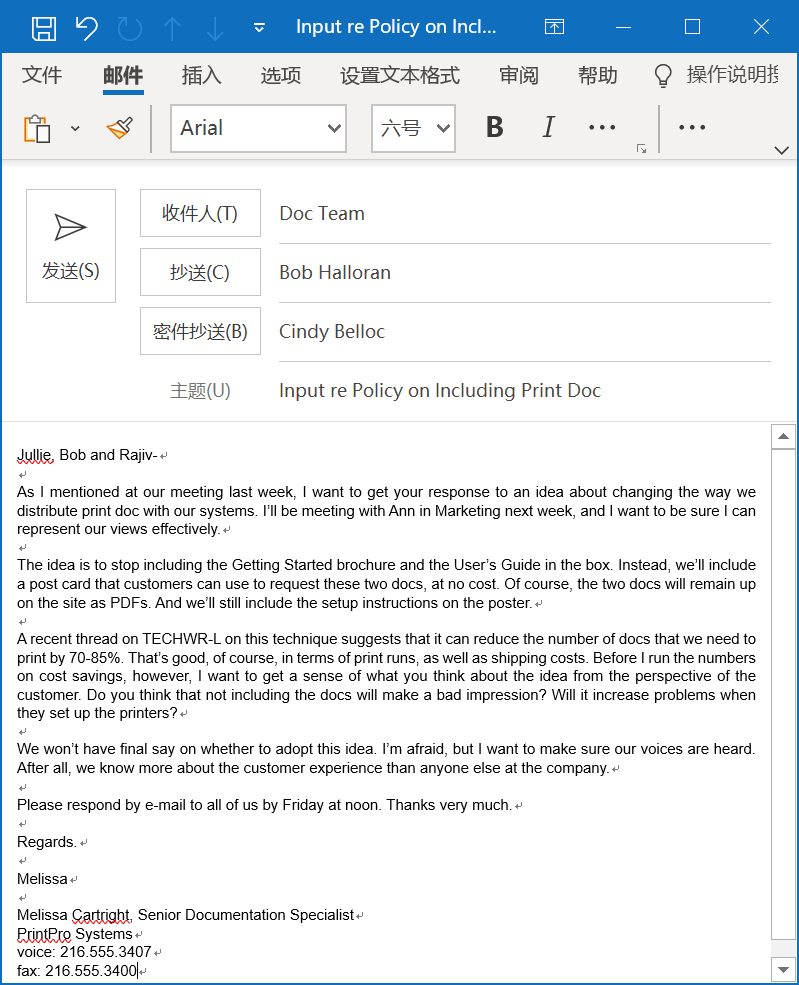 Input re Policy on Incl...
文件 邮件 插入 选项 设置文本格式 审阅 帮助 操作说明搜
Arial 六号 B I
发送(S)
收件人(T) Doc Team
抄送(C) Bob Halloran
密件抄送(B) Cindy Belloc
主题(U) Input re Policy on Including Print Doc
Jullie, Bob and Rajiv-
As I mentioned at our meeting last week, I want to get your response to an idea about changing the way we
distribute print doc with our systems. I’ll be meeting with Ann in Marketing next week, and I want to be sure I can
represent our views effectively.
The idea is to stop including the Getting Started brochure and the User’s Guide in the box. Instead, we’ll include
a post card that customers can use to request these two docs, at no cost. Of course, the two docs will remain up
on the site as PDFs. And we’ll still include the setup instructions on the poster.
A recent thread on TECHWR-L on this technique suggests that it can reduce the number of docs that we need to
print by 70-85%. That’s good, of course, in terms of print runs, as well as shipping costs. Before I run the numbers
on cost savings, however, I want to get a sense of what you think about the idea from the perspective of the
customer. Do you think that not including the docs will make a bad impression? Will it increase problems when
they set up the printers?
We won’t have final say on whether to adopt this idea. I’m afraid, but I want to make sure our voices are heard.
After all, we know more about the customer experience than anyone else at the company.
Please respond by e-mail to all of us by Friday at noon. Thanks very much.
Regards.
Melissa
Melissa Cartright, Senior Documentation Specialist
PrintPro Systems
voice: 216.555.3407
fax: 216.555.3400